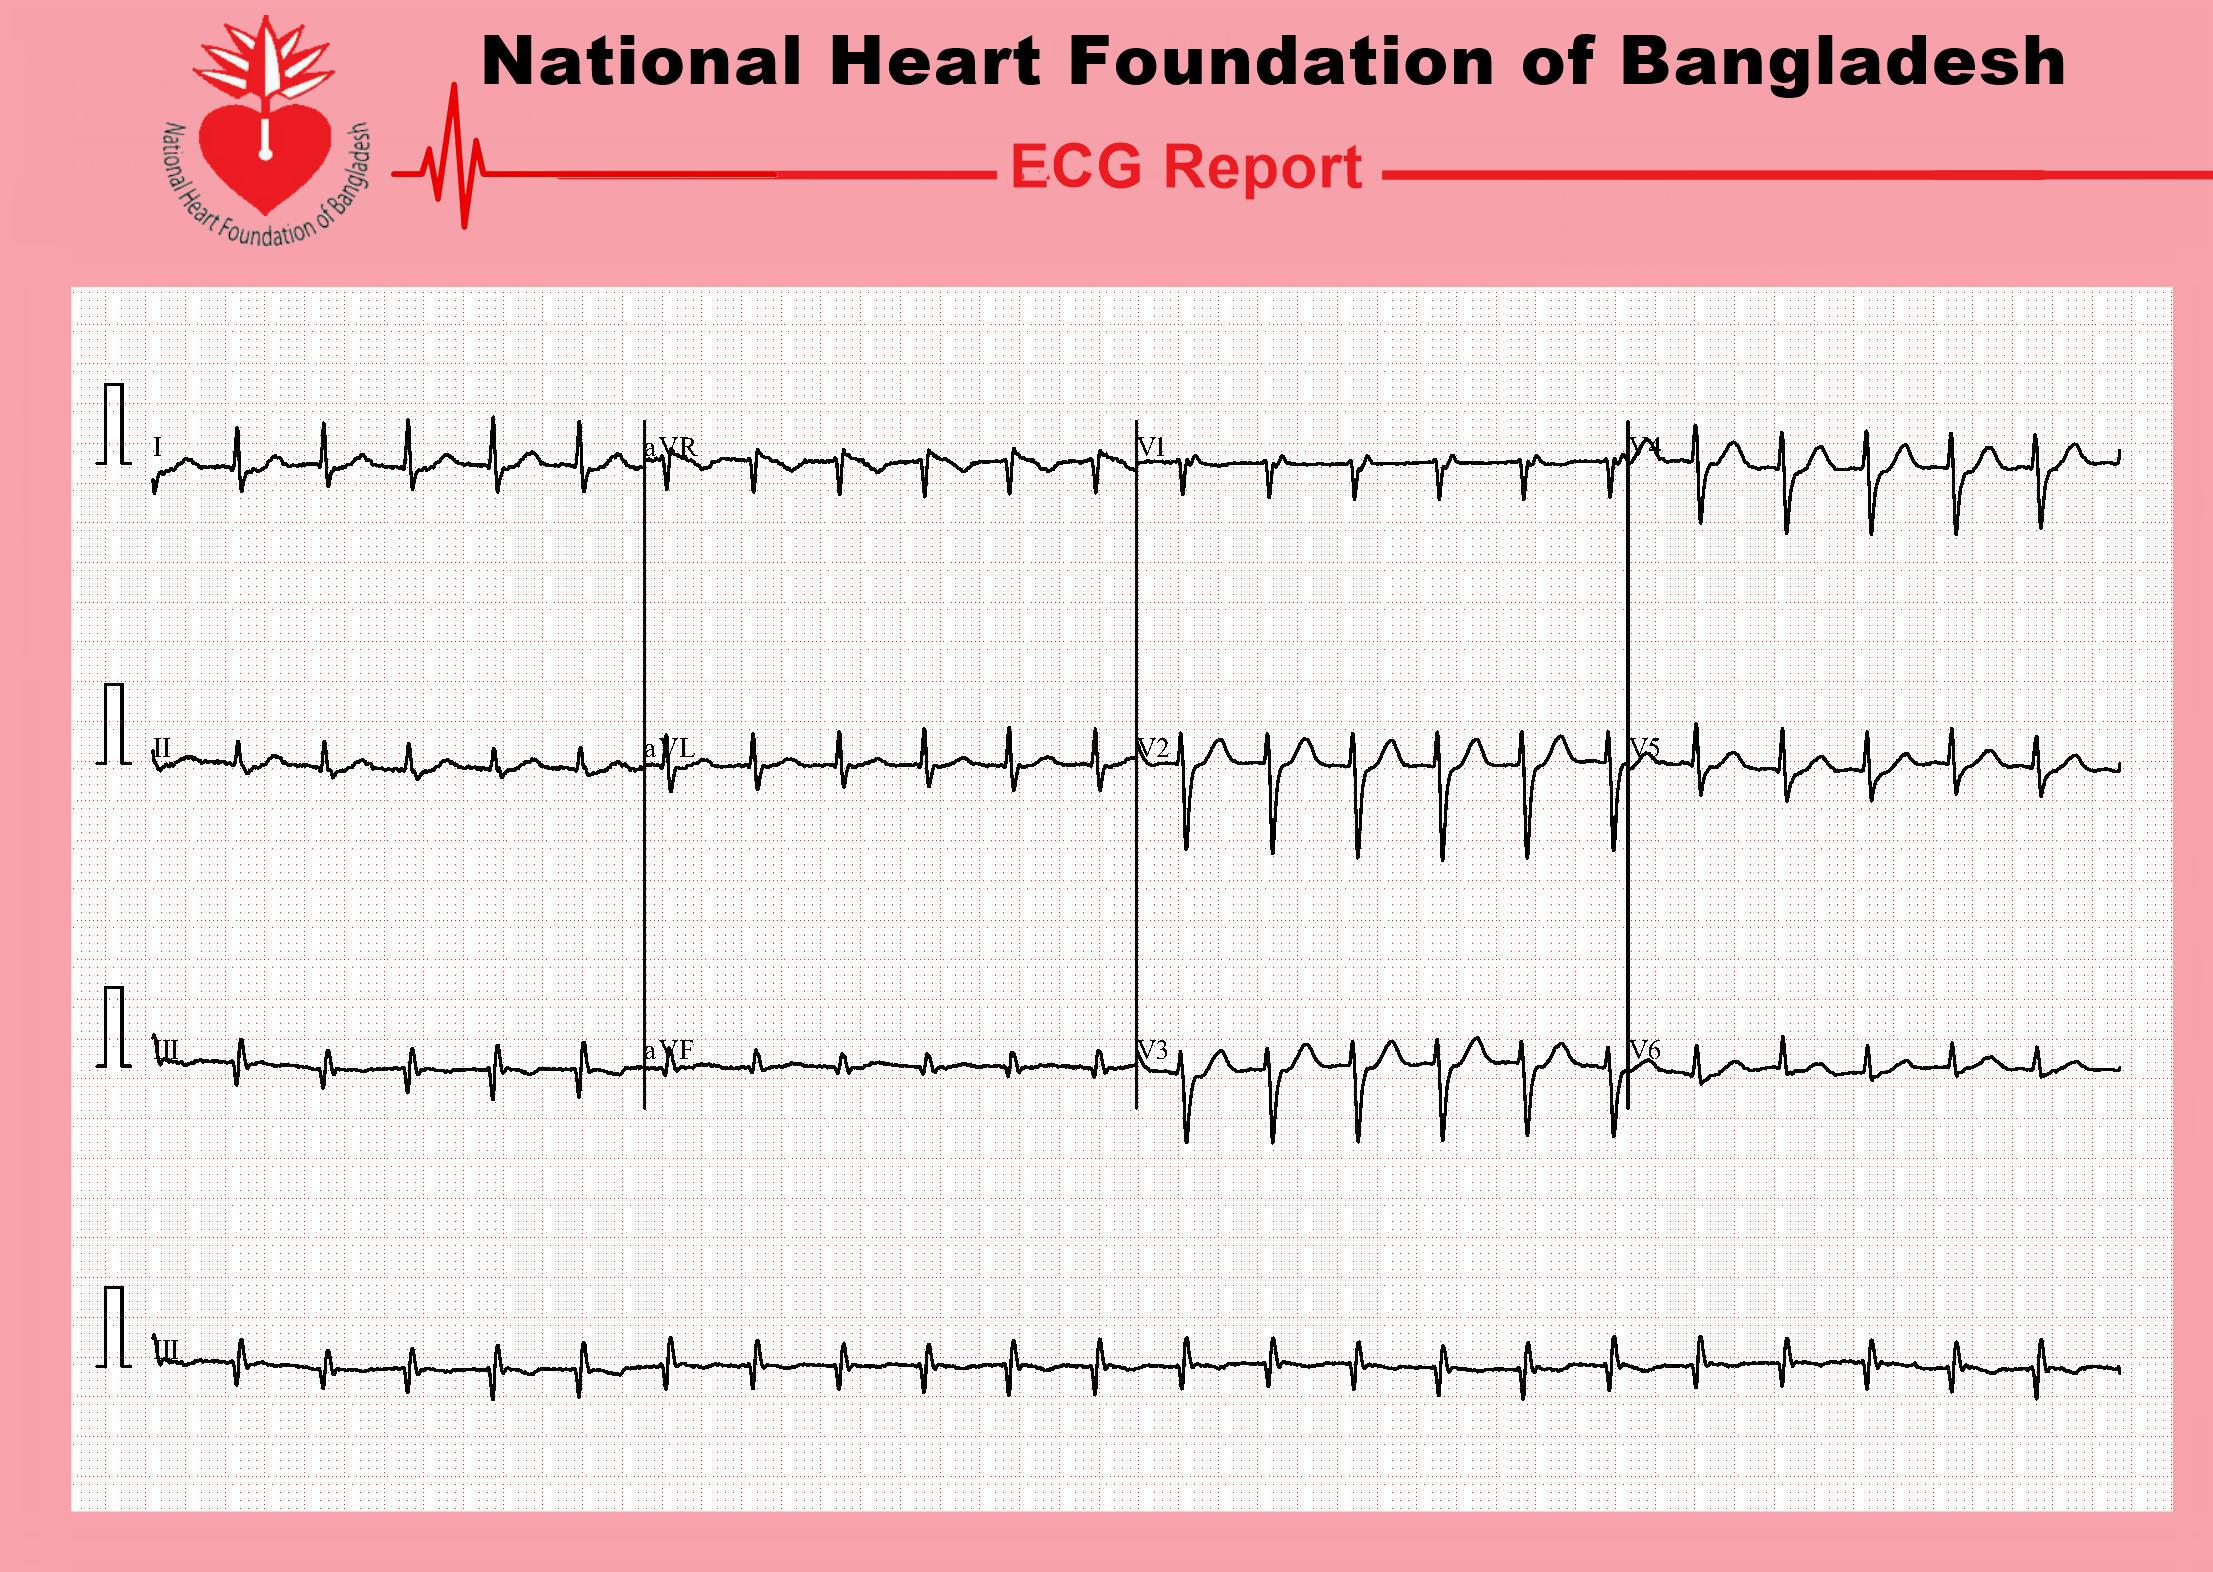 National Heart Foundation of Bangladesh
ECG Report
National Heart Foundation of Bangladesh
I aVR V1 V4
II aVL V2 V5
III aVF V3 V6
III